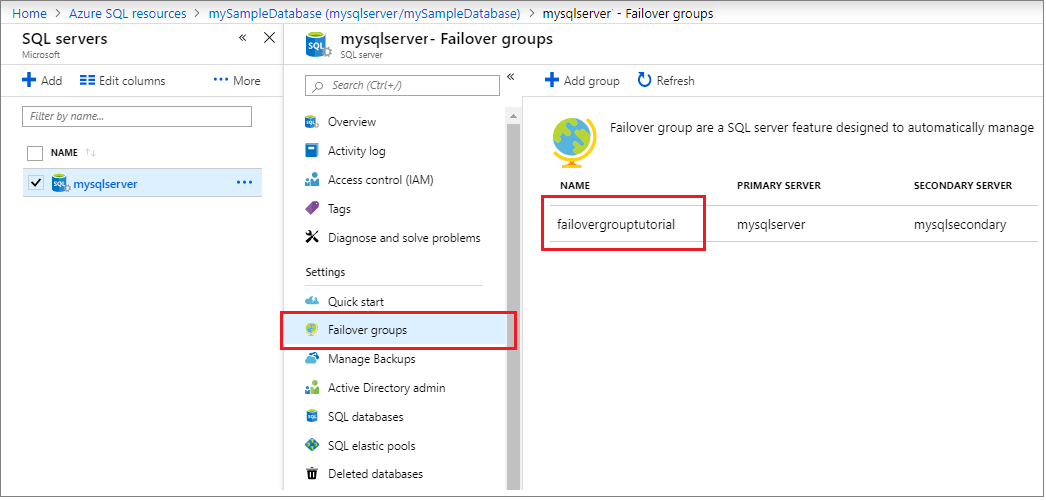 Home > Azure SQL resources > mySampleDatabase (mysqlserver/mySampleDatabase) > mysqlserver - Failover groups
SQL servers
Microsoft
Add Edit columns ••• More
Filter by name...
NAME ↑↓
mysqlserver •••
SQL
mysqlserver- Failover groups
SQL server
Search (Ctrl+/)
Overview
Activity log
Access control (IAM)
Tags
Diagnose and solve problems
Settings
Quick start
Failover groups
Manage Backups
Active Directory admin
SQL databases
SQL elastic pools
Deleted databases
Add group Refresh
Failover group are a SQL server feature designed to automatically manage
NAME PRIMARY SERVER SECONDARY SERVER
failovergrouptutorial mysqlserver mysqlsecondary